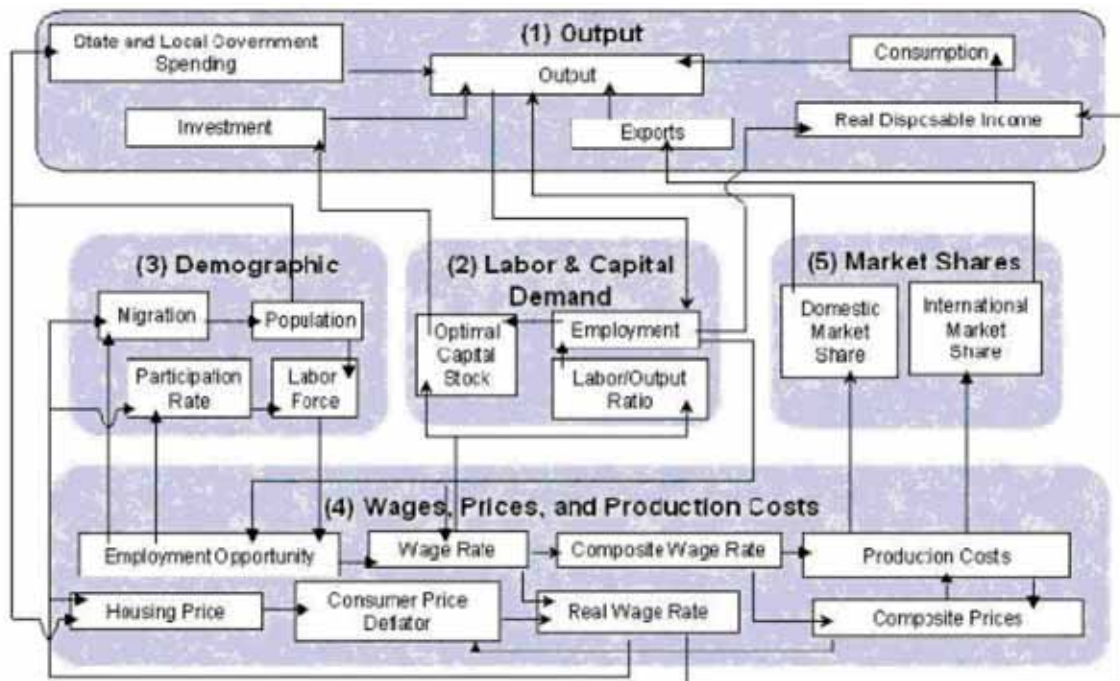 (1) Output
State and Local Government
Spending
Output
Consumption
Investment
Exports
Real Disposable Income
(3) Demographic
(2) Labor & Capital
Demand
(5) Market Shares
Nigration
Population
Optimal
Capital
Stock
Employment
Domestic
Market
Share
International
Market
Share
Participation
Rate
Labor
Force
Labor/Output
Ratio
(4) Wages, Prices, and Production Costs
Employment Opportunity
Wage Rate
Composite Wage Rate
Production Costs
Housing Price
Consumer Price
Deflator
Real Wage Rate
Composite Prices